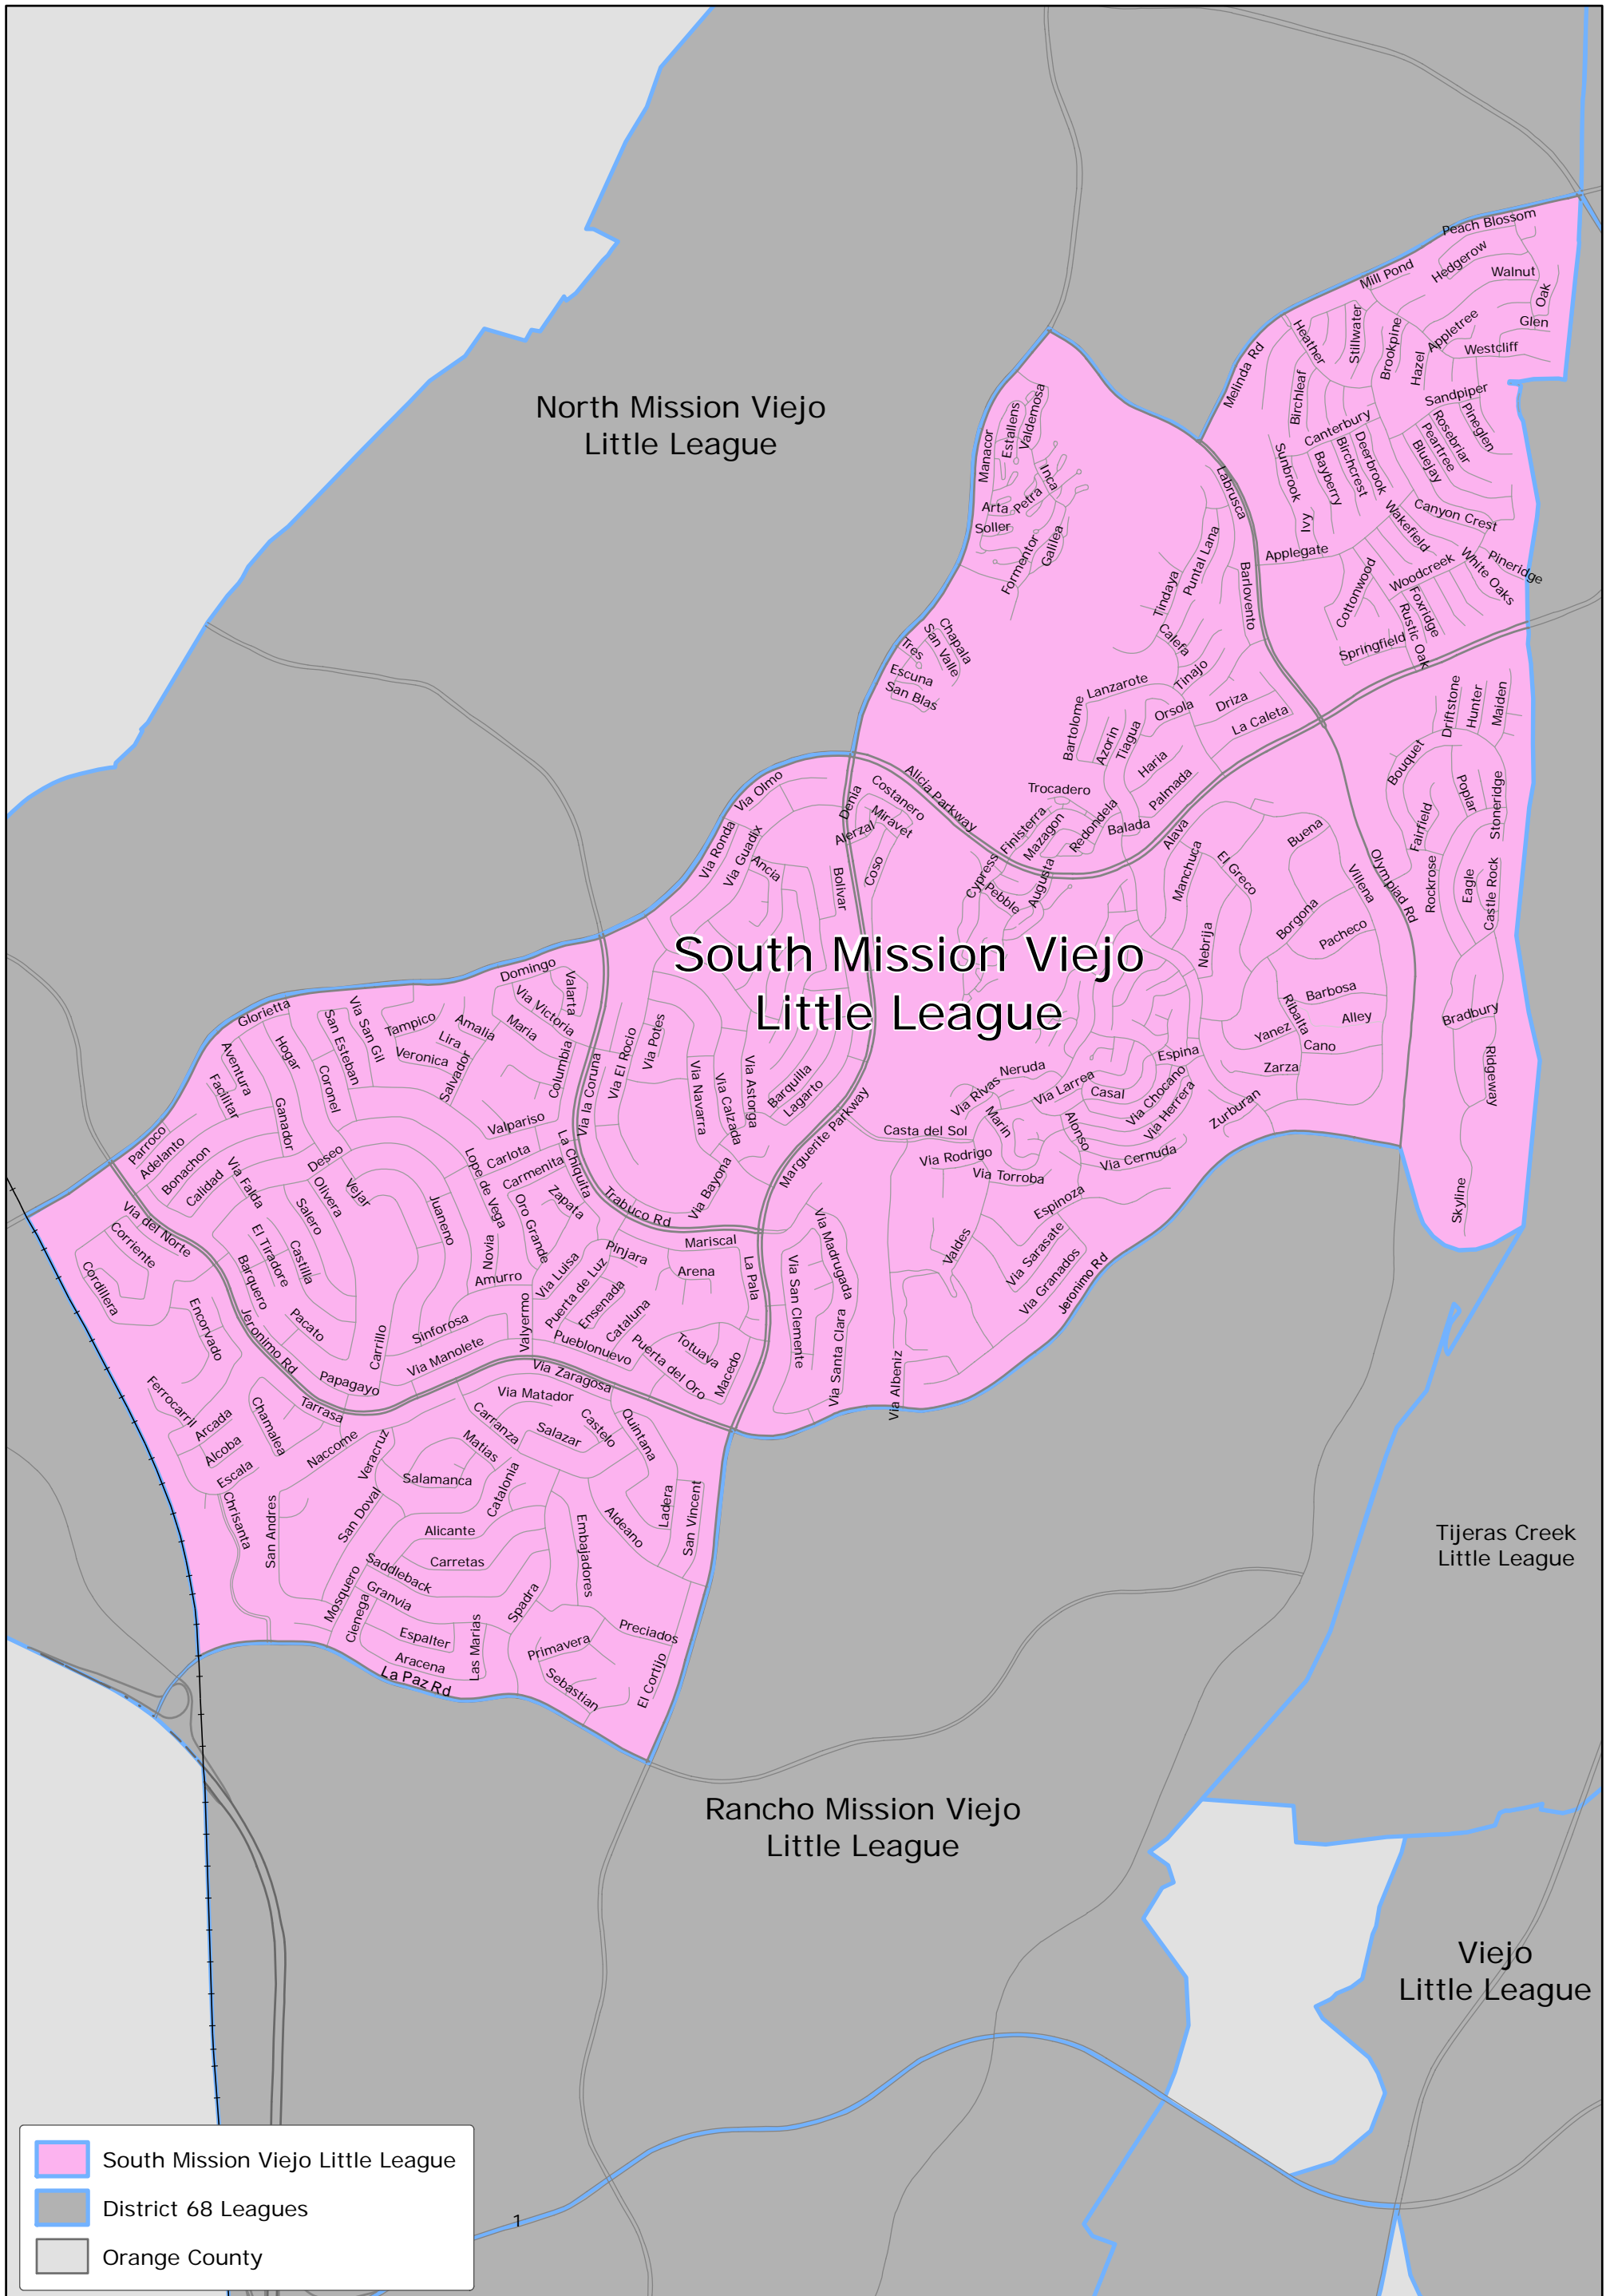 North Mission Viejo
Little League
South Mission Viejo
Little League
Rancho Mission Viejo
Little League
Tijeras Creek
Little League
Viejo
Little League
Peach Blossom
Mill Pond
Hedgerow
Walnut
Oak
Glen
Heather
Stillwater
Brookpine
Hazel
Appletree
Westcliff
Melinda Rd
Birchleaf
Sandpiper
Canterbury
Pineglen
Rosebriar
Peartree
Bluejay
Deerbrook
Birchcrest
Bayberry
Sunbrook
Ivy
Applegate
Canyon Crest
Wakefield
Woodcreek
White Oaks
Pineridge
Cottonwood
Foxridge
Rustic Oak
Springfield
Manacor
Estallens
Valdemosa
Inca
Arta
Petra
Soller
Formentor
Galilea
Labrusca
Puntal Lana
Tindaya
Barlovento
Calefa
Tinajo
Chapala
San Valle
Tres
Escuna
San Blas
Lanzarote
Bartolome
Orsola
Driza
La Caleta
Azorin
Tiagua
Haria
Palmada
Driftstone
Hunter
Maiden
Bouquet
Poplar
Stoneridge
Fairfield
Rockrose
Eagle
Castle Rock
Bradbury
Ridgeway
Skyline
Via Olmo
Denia
Costanero
Miravet
Alerzal
Coso
Alicia Parkway
Trocadero
Finisterra
Mazagon
Redondela
Balada
Cypress
Pebble
Augusta
Alava
Manchuca
El Greco
Nebrija
Buena
Villena
Olympiad Rd
Borgona
Pacheco
Barbosa
Ribalta
Alley
Yanez
Cano
Zarza
Zurburan
Via Ronda
Via Guadix
Ancia
Bolivar
Domingo
Valarta
Via Victoria
Maria
Glorietta
Via San Gil
San Esteban
Tampico
Lira
Amalia
Veronica
Salvador
Hogar
Aventura
Facilitar
Coronel
Ganador
Columbia
Via la Coruna
Via El Rocio
Via Potes
Via Navarra
Via Calzada
Via Astorga
Barquilla
Lagarto
Marguerite Parkway
Via Bayona
Neruda
Via Rivas
Marin
Via Larrea
Casal
Espina
Via Chocano
Via Herrera
Alonso
Via Cernuda
Casta del Sol
Via Rodrigo
Via Torroba
Espinoza
Valdes
Via Sarasate
Via Granados
Jeronimo Rd
Via Albeniz
Parroco
Adelanto
Bonachon
Calidad
Via Falda
Deseo
Olivera
Vejar
Salero
Valpariso
Carlota
Carmenita
La Chiquita
Lope de Vega
Zapata
Oro Grande
Juaneno
Novia
Amurro
Trabuco Rd
Mariscal
Pinjara
Arena
La Pala
Via Madrugada
Via San Clemente
Via Santa Clara
Via Luisa
Puerta de Luz
Ensenada
Cataluna
Pueblonuevo
Puerta del Oro
Totuava
Macedo
Valyermo
Via del Norte
Corriente
Cordillera
El Tiradore
Castilla
Barquero
Pacato
Encorvado
Jeronimo Rd
Carrillo
Sinforosa
Via Manolete
Papagayo
Tarrasa
Via Zaragosa
Via Matador
Ferrocarril
Arcada
Alcoba
Escala
Chamalea
Naccome
Veracruz
Carranza
Salazar
Castelo
Quintana
Matias
Salamanca
Catalonia
Chrisanta
San Andres
San Doval
Alicante
Carretas
Saddleback
Granvia
Mosquero
Cienega
Espalter
Aracena
La Paz Rd
Las Marias
Spadra
Embajadores
Aldeano
Ladera
San Vincent
Primavera
Sebastian
Preciados
El Cortijo
1
South Mission Viejo Little League
District 68 Leagues
Orange County